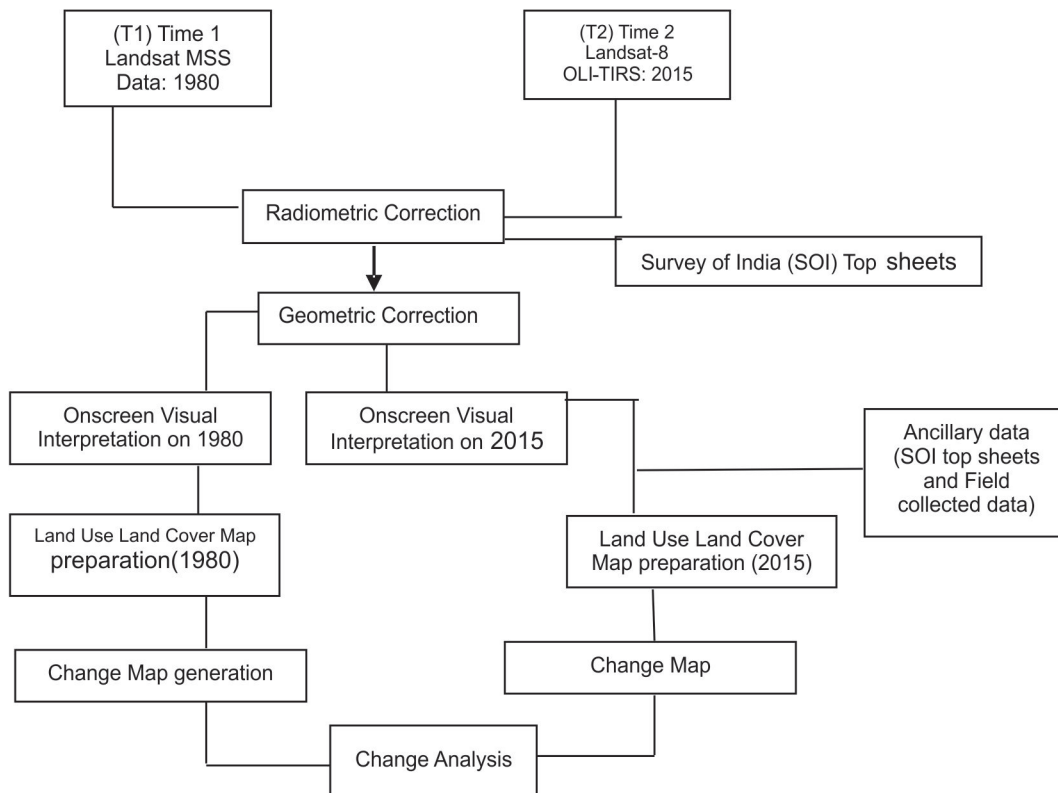 (T1) Time 1
Landsat MSS
Data: 1980
(T2) Time 2
Landsat-8
OLI-TIRS: 2015
Radiometric Correction
Survey of India (SOI) Top sheets
Geometric Correction
Onscreen Visual
Interpretation on 1980
Onscreen Visual
Interpretation on 2015
Ancillary data
(SOI top sheets
and Field
collected data)
Land Use Land Cover Map
preparation(1980)
Land Use Land Cover
Map preparation (2015)
Change Map generation
Change Map
Change Analysis